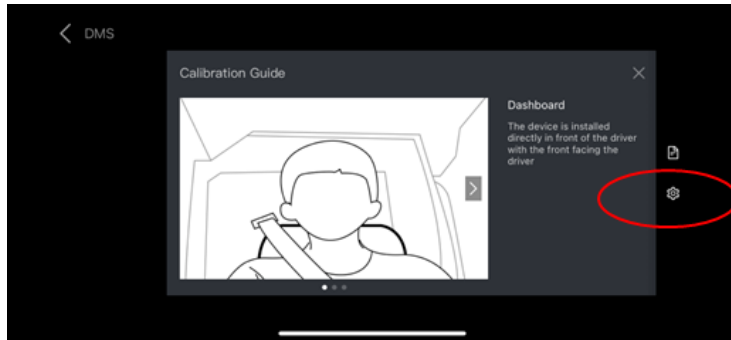 DMS
Calibration Guide
Dashboard
The device is installed
directly in front of the driver
with the front facing the
driver